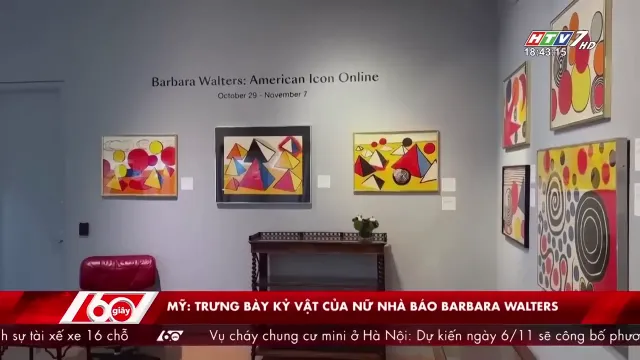 HTV7 HD
18:43:15
Barbara Walters: American Icon Online
October 29 - November 7
60 giây
MỸ: TRƯNG BÀY KỶ VẬT CỦA NỮ NHÀ BÁO BARBARA WALTERS
h sự tài xế xe 16 chỗ
60
Vụ cháy chung cư mini ở Hà Nội: Dự kiến ngày 6/11 sẽ công bố phươ